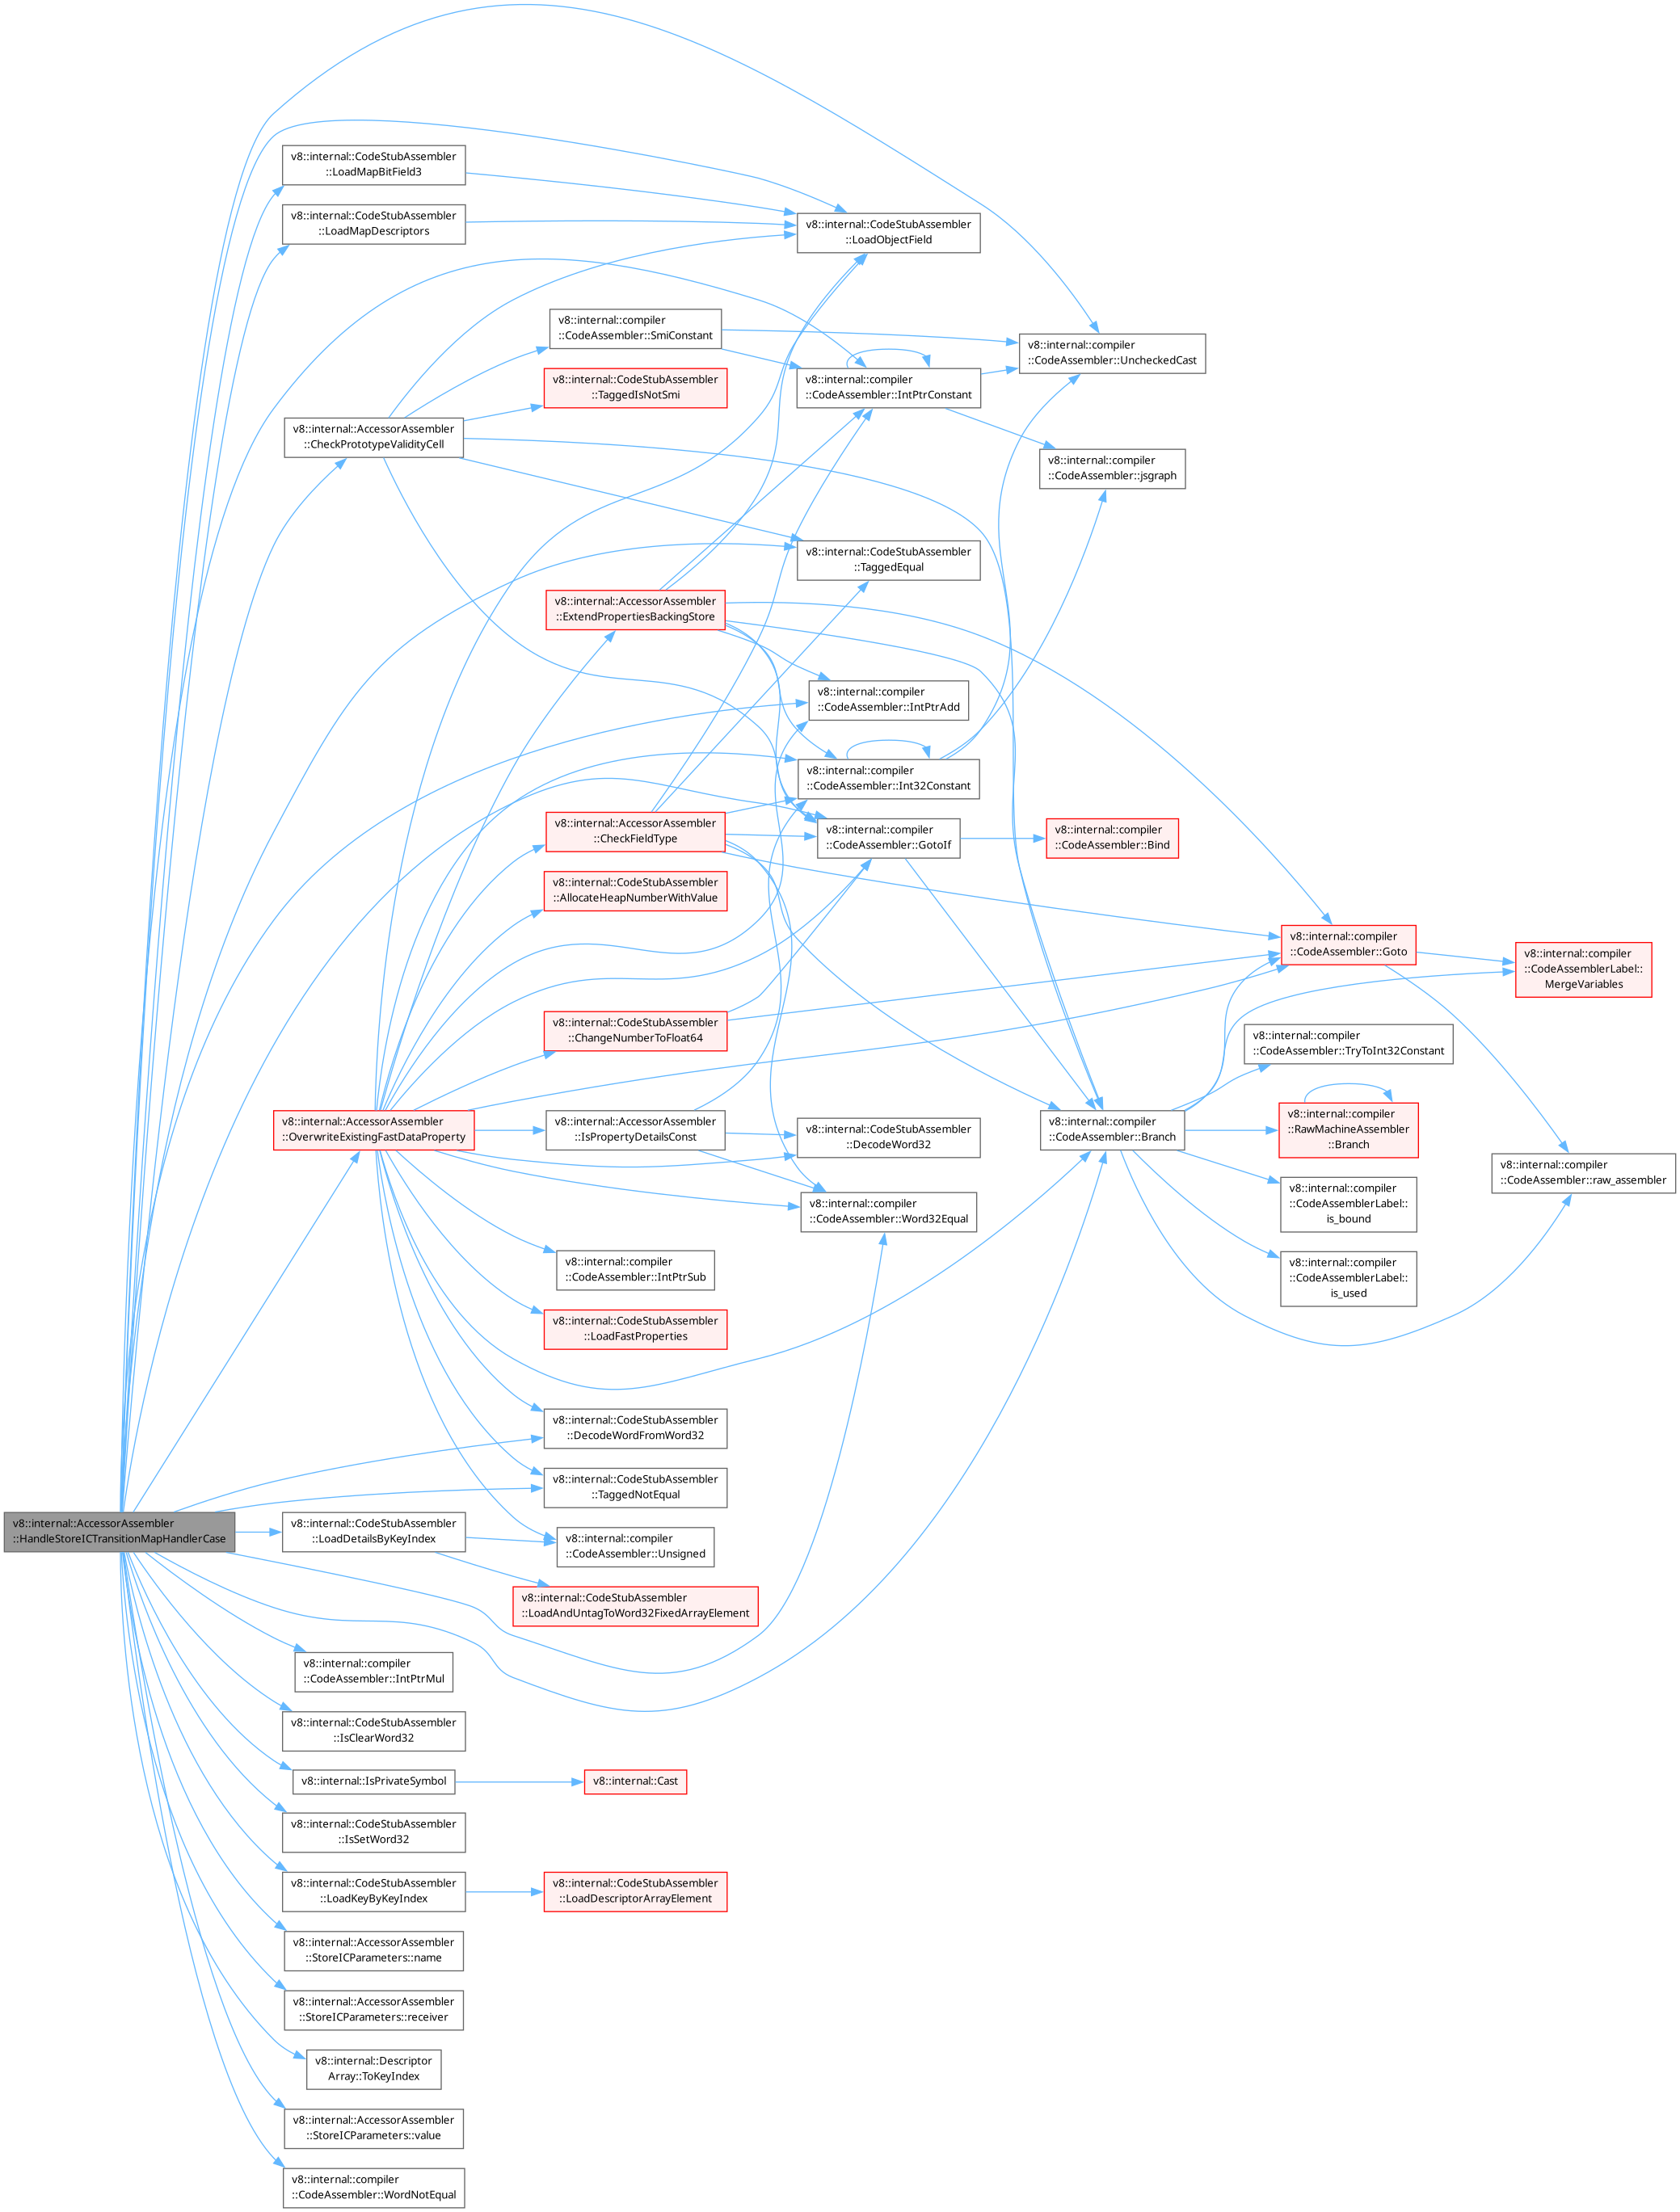 v8::internal::CodeStubAssembler
::LoadMapBitField3
v8::internal::CodeStubAssembler
::LoadMapDescriptors
v8::internal::CodeStubAssembler
::LoadObjectField
v8::internal::compiler
::CodeAssembler::SmiConstant
v8::internal::compiler
::CodeAssembler::UncheckedCast
v8::internal::CodeStubAssembler
::TaggedIsNotSmi
v8::internal::compiler
::CodeAssembler::IntPtrConstant
v8::internal::AccessorAssembler
::CheckPrototypeValidityCell
v8::internal::compiler
::CodeAssembler::jsgraph
v8::internal::CodeStubAssembler
::TaggedEqual
v8::internal::AccessorAssembler
::ExtendPropertiesBackingStore
v8::internal::compiler
::CodeAssembler::IntPtrAdd
v8::internal::compiler
::CodeAssembler::Int32Constant
v8::internal::AccessorAssembler
::CheckFieldType
v8::internal::compiler
::CodeAssembler::GotoIf
v8::internal::compiler
::CodeAssembler::Bind
v8::internal::CodeStubAssembler
::AllocateHeapNumberWithValue
v8::internal::compiler
::CodeAssembler::Goto
v8::internal::compiler
::CodeAssemblerLabel::
MergeVariables
v8::internal::CodeStubAssembler
::ChangeNumberToFloat64
v8::internal::compiler
::CodeAssembler::TryToInt32Constant
v8::internal::AccessorAssembler
::OverwriteExistingFastDataProperty
v8::internal::AccessorAssembler
::IsPropertyDetailsConst
v8::internal::CodeStubAssembler
::DecodeWord32
v8::internal::compiler
::CodeAssembler::Branch
v8::internal::compiler
::RawMachineAssembler
::Branch
v8::internal::compiler
::CodeAssembler::raw_assembler
v8::internal::compiler
::CodeAssembler::Word32Equal
v8::internal::compiler
::CodeAssemblerLabel::
is_bound
v8::internal::compiler
::CodeAssembler::IntPtrSub
v8::internal::compiler
::CodeAssemblerLabel::
is_used
v8::internal::CodeStubAssembler
::LoadFastProperties
v8::internal::CodeStubAssembler
::DecodeWordFromWord32
v8::internal::CodeStubAssembler
::TaggedNotEqual
v8::internal::AccessorAssembler
::HandleStoreICTransitionMapHandlerCase
v8::internal::CodeStubAssembler
::LoadDetailsByKeyIndex
v8::internal::compiler
::CodeAssembler::Unsigned
v8::internal::CodeStubAssembler
::LoadAndUntagToWord32FixedArrayElement
v8::internal::compiler
::CodeAssembler::IntPtrMul
v8::internal::CodeStubAssembler
::IsClearWord32
v8::internal::IsPrivateSymbol
v8::internal::Cast
v8::internal::CodeStubAssembler
::IsSetWord32
v8::internal::CodeStubAssembler
::LoadKeyByKeyIndex
v8::internal::CodeStubAssembler
::LoadDescriptorArrayElement
v8::internal::AccessorAssembler
::StoreICParameters::name
v8::internal::AccessorAssembler
::StoreICParameters::receiver
v8::internal::Descriptor
Array::ToKeyIndex
v8::internal::AccessorAssembler
::StoreICParameters::value
v8::internal::compiler
::CodeAssembler::WordNotEqual